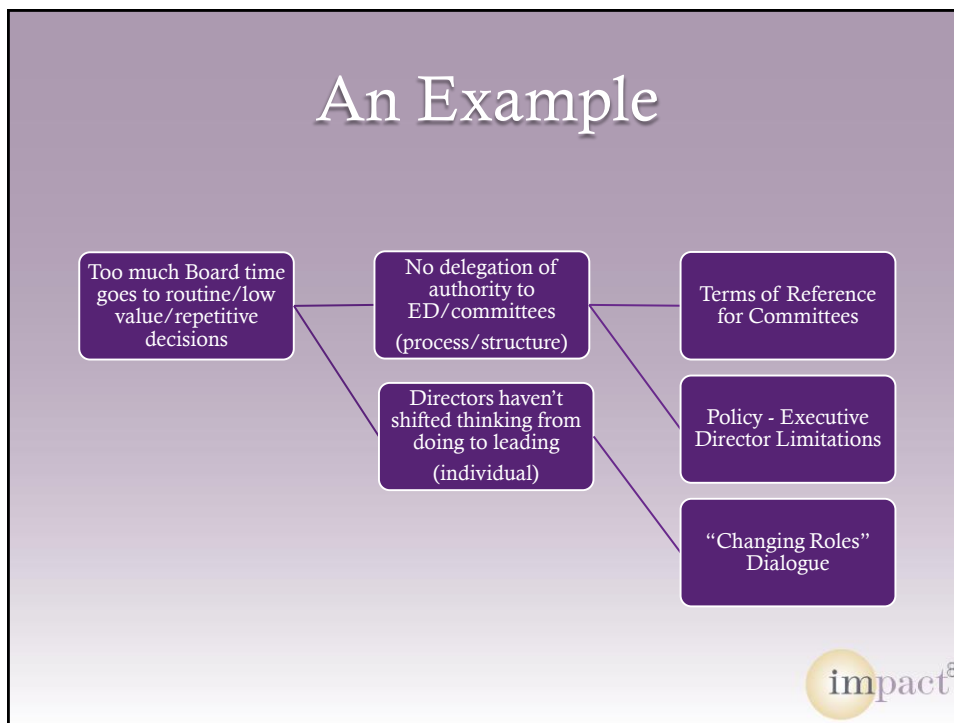 An Example
Too much Board time
goes to routine/low
value/repetitive
decisions
No delegation of
authority to
ED/committees
(process/structure)
Directors haven't
shifted thinking from
doing to leading
(individual)
Terms of Reference
for Committees
Policy - Executive
Director Limitations
“Changing Roles”
Dialogue
impact
8